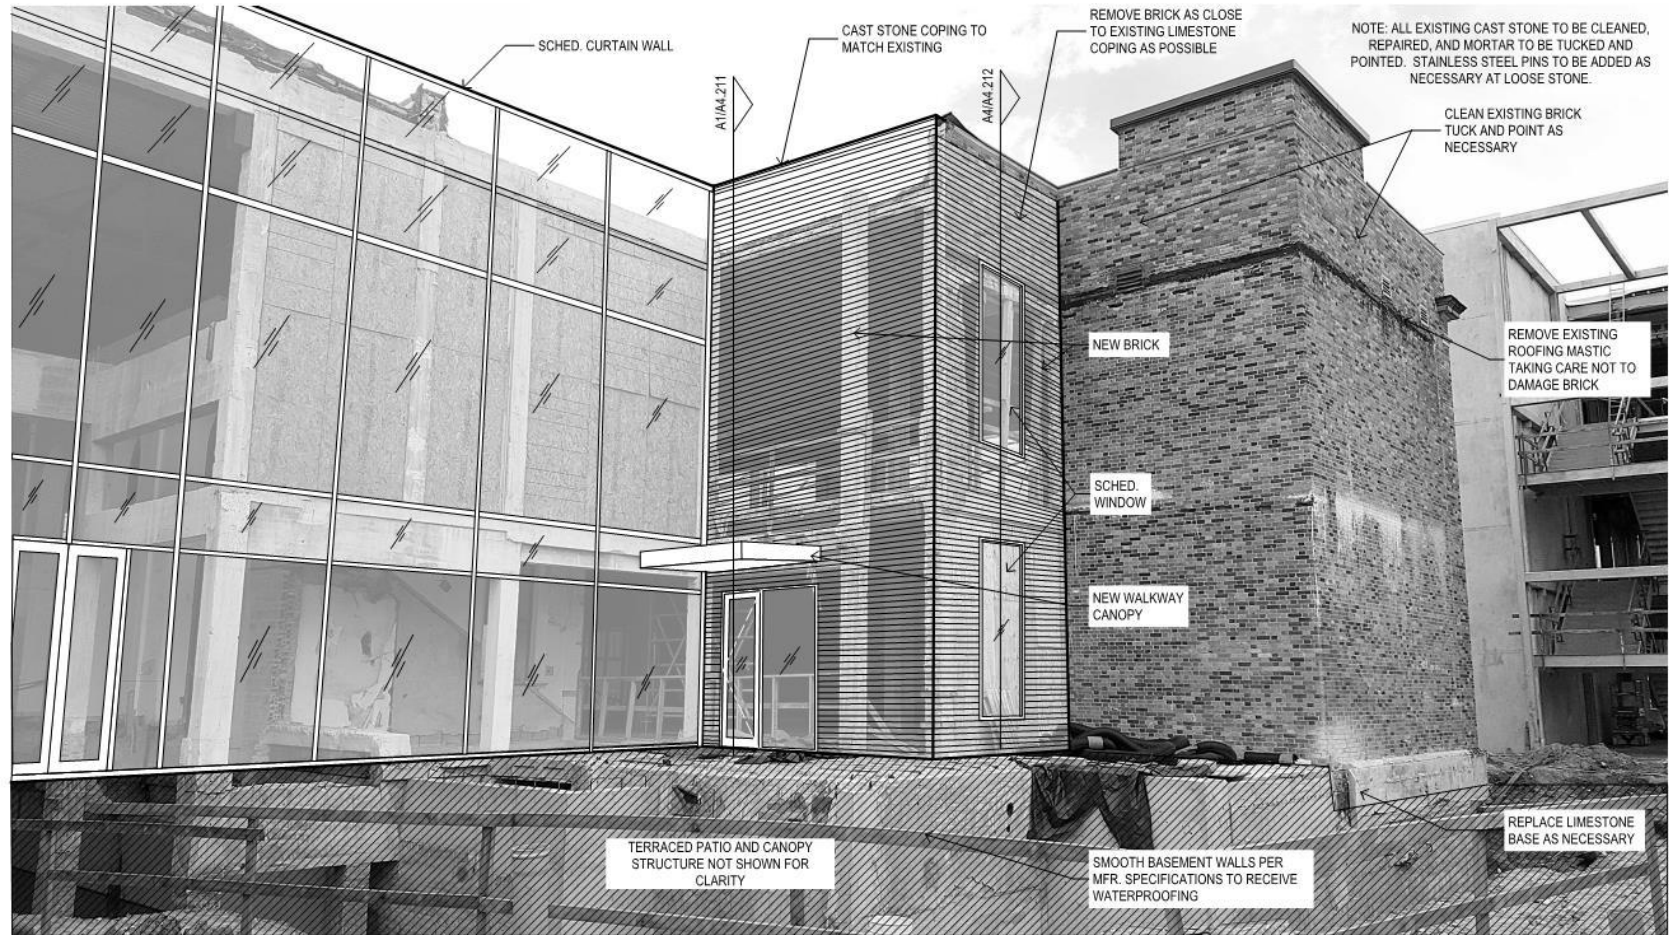 SCHED. CURTAIN WALL
CAST STONE COPING TO
MATCH EXISTING
REMOVE BRICK AS CLOSE
TO EXISTING LIMESTONE
COPING AS POSSIBLE
NOTE: ALL EXISTING CAST STONE TO BE CLEANED,
REPAIRED, AND MORTAR TO BE TUCKED AND
POINTED. STAINLESS STEEL PINS TO BE ADDED AS
NECESSARY AT LOOSE STONE.
A1/A4.211
A4/A4.212
CLEAN EXISTING BRICK
TUCK AND POINT AS
NECESSARY
NEW BRICK
REMOVE EXISTING
ROOFING MASTIC
TAKING CARE NOT TO
DAMAGE BRICK
SCHED.
WINDOW
NEW WALKWAY
CANOPY
TERRACED PATIO AND CANOPY
STRUCTURE NOT SHOWN FOR
CLARITY
SMOOTH BASEMENT WALLS PER
MFR. SPECIFICATIONS TO RECEIVE
WATERPROOFING
REPLACE LIMESTONE
BASE AS NECESSARY